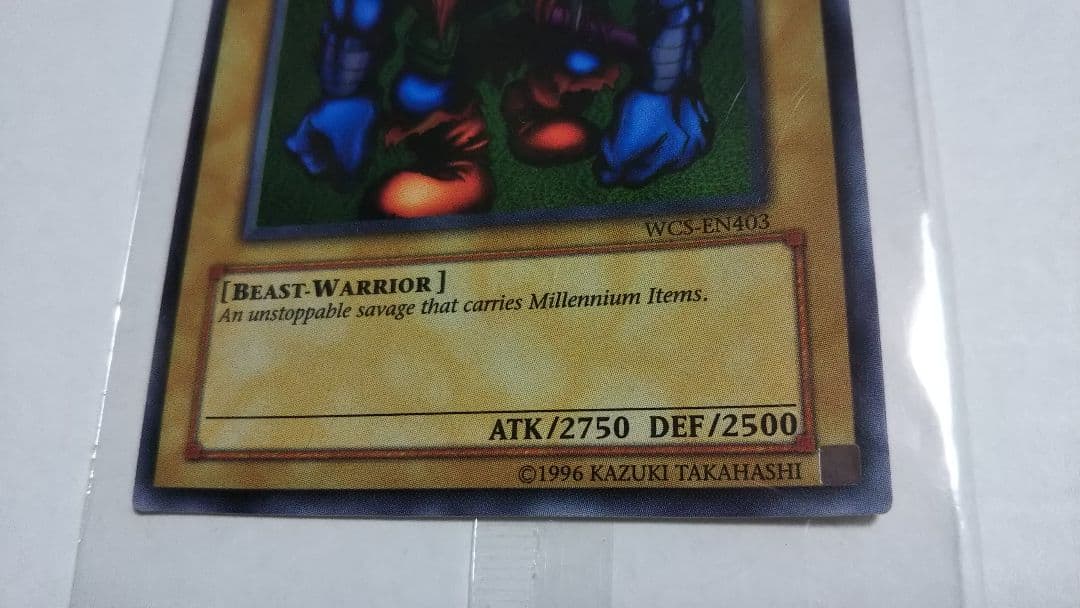 WCS-EN403
[BEAST-WARRIOR]
An unstoppable savage that carries Millennium Items.
ATK/2750 DEF/2500
©1996 KAZUKI TAKAHASHI